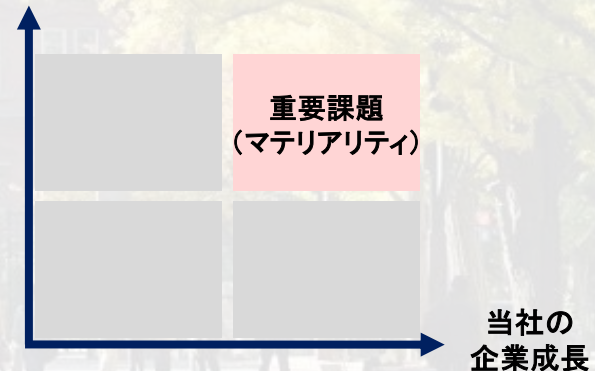 重要課題
（マテリアリティ）
当社の
企業成長